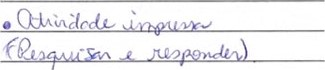 • Atividade impressa
(Pesquisar e responder).